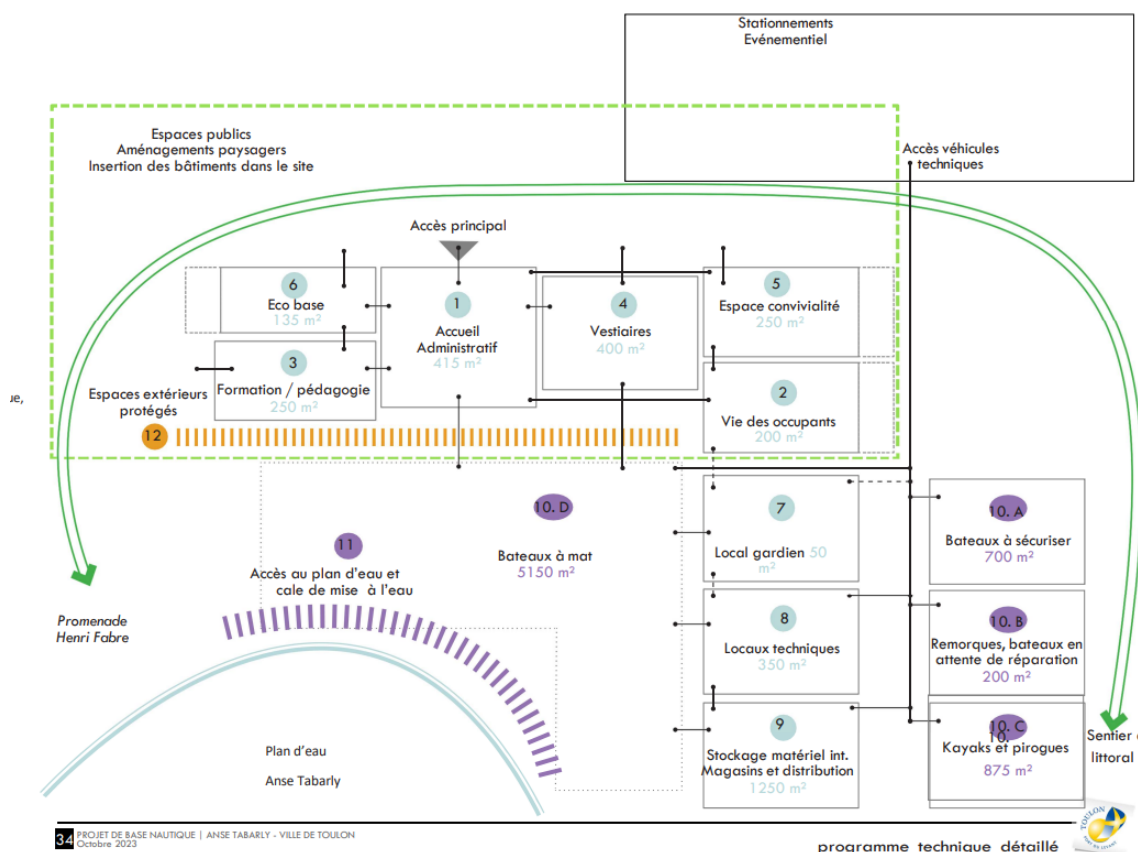 Stationnements
Evénementiel
Espaces publics
Aménagements paysagers
Insertion des bâtiments dans le site
Accès véhicules
techniques
Accès principal
6
Eco base
135 m²
1
Accueil
Administratif
415 m²
4
Vestiaires
400 m²
5
Espace convivialité
250 m²
3
Formation / pédagogie
250 m²
2
Vie des occupants
200 m²
ue,
Espaces extérieurs
protégés
12
10. D
Bateaux à mat
5150 m²
11
Accès au plan d'eau et
cale de mise à l'eau
7
Local gardien 50
m²
10. A
Bateaux à sécuriser
700 m²
Promenade
Henri Fabre
8
Locaux techniques
350 m²
10. B
Remorques, bateaux en
attente de réparation
200 m²
9
Stockage matériel int.
Magasins et distribution
1250 m²
10. C
10.
Kayaks et pirogues
875 m²
Sentier
littoral
Plan d'eau
Anse Tabarly
34 PROJET DE BASE NAUTIQUE | ANSE TABARLY - VILLE DE TOULON
Octobre 2023
programme technique détaillé
TOULON